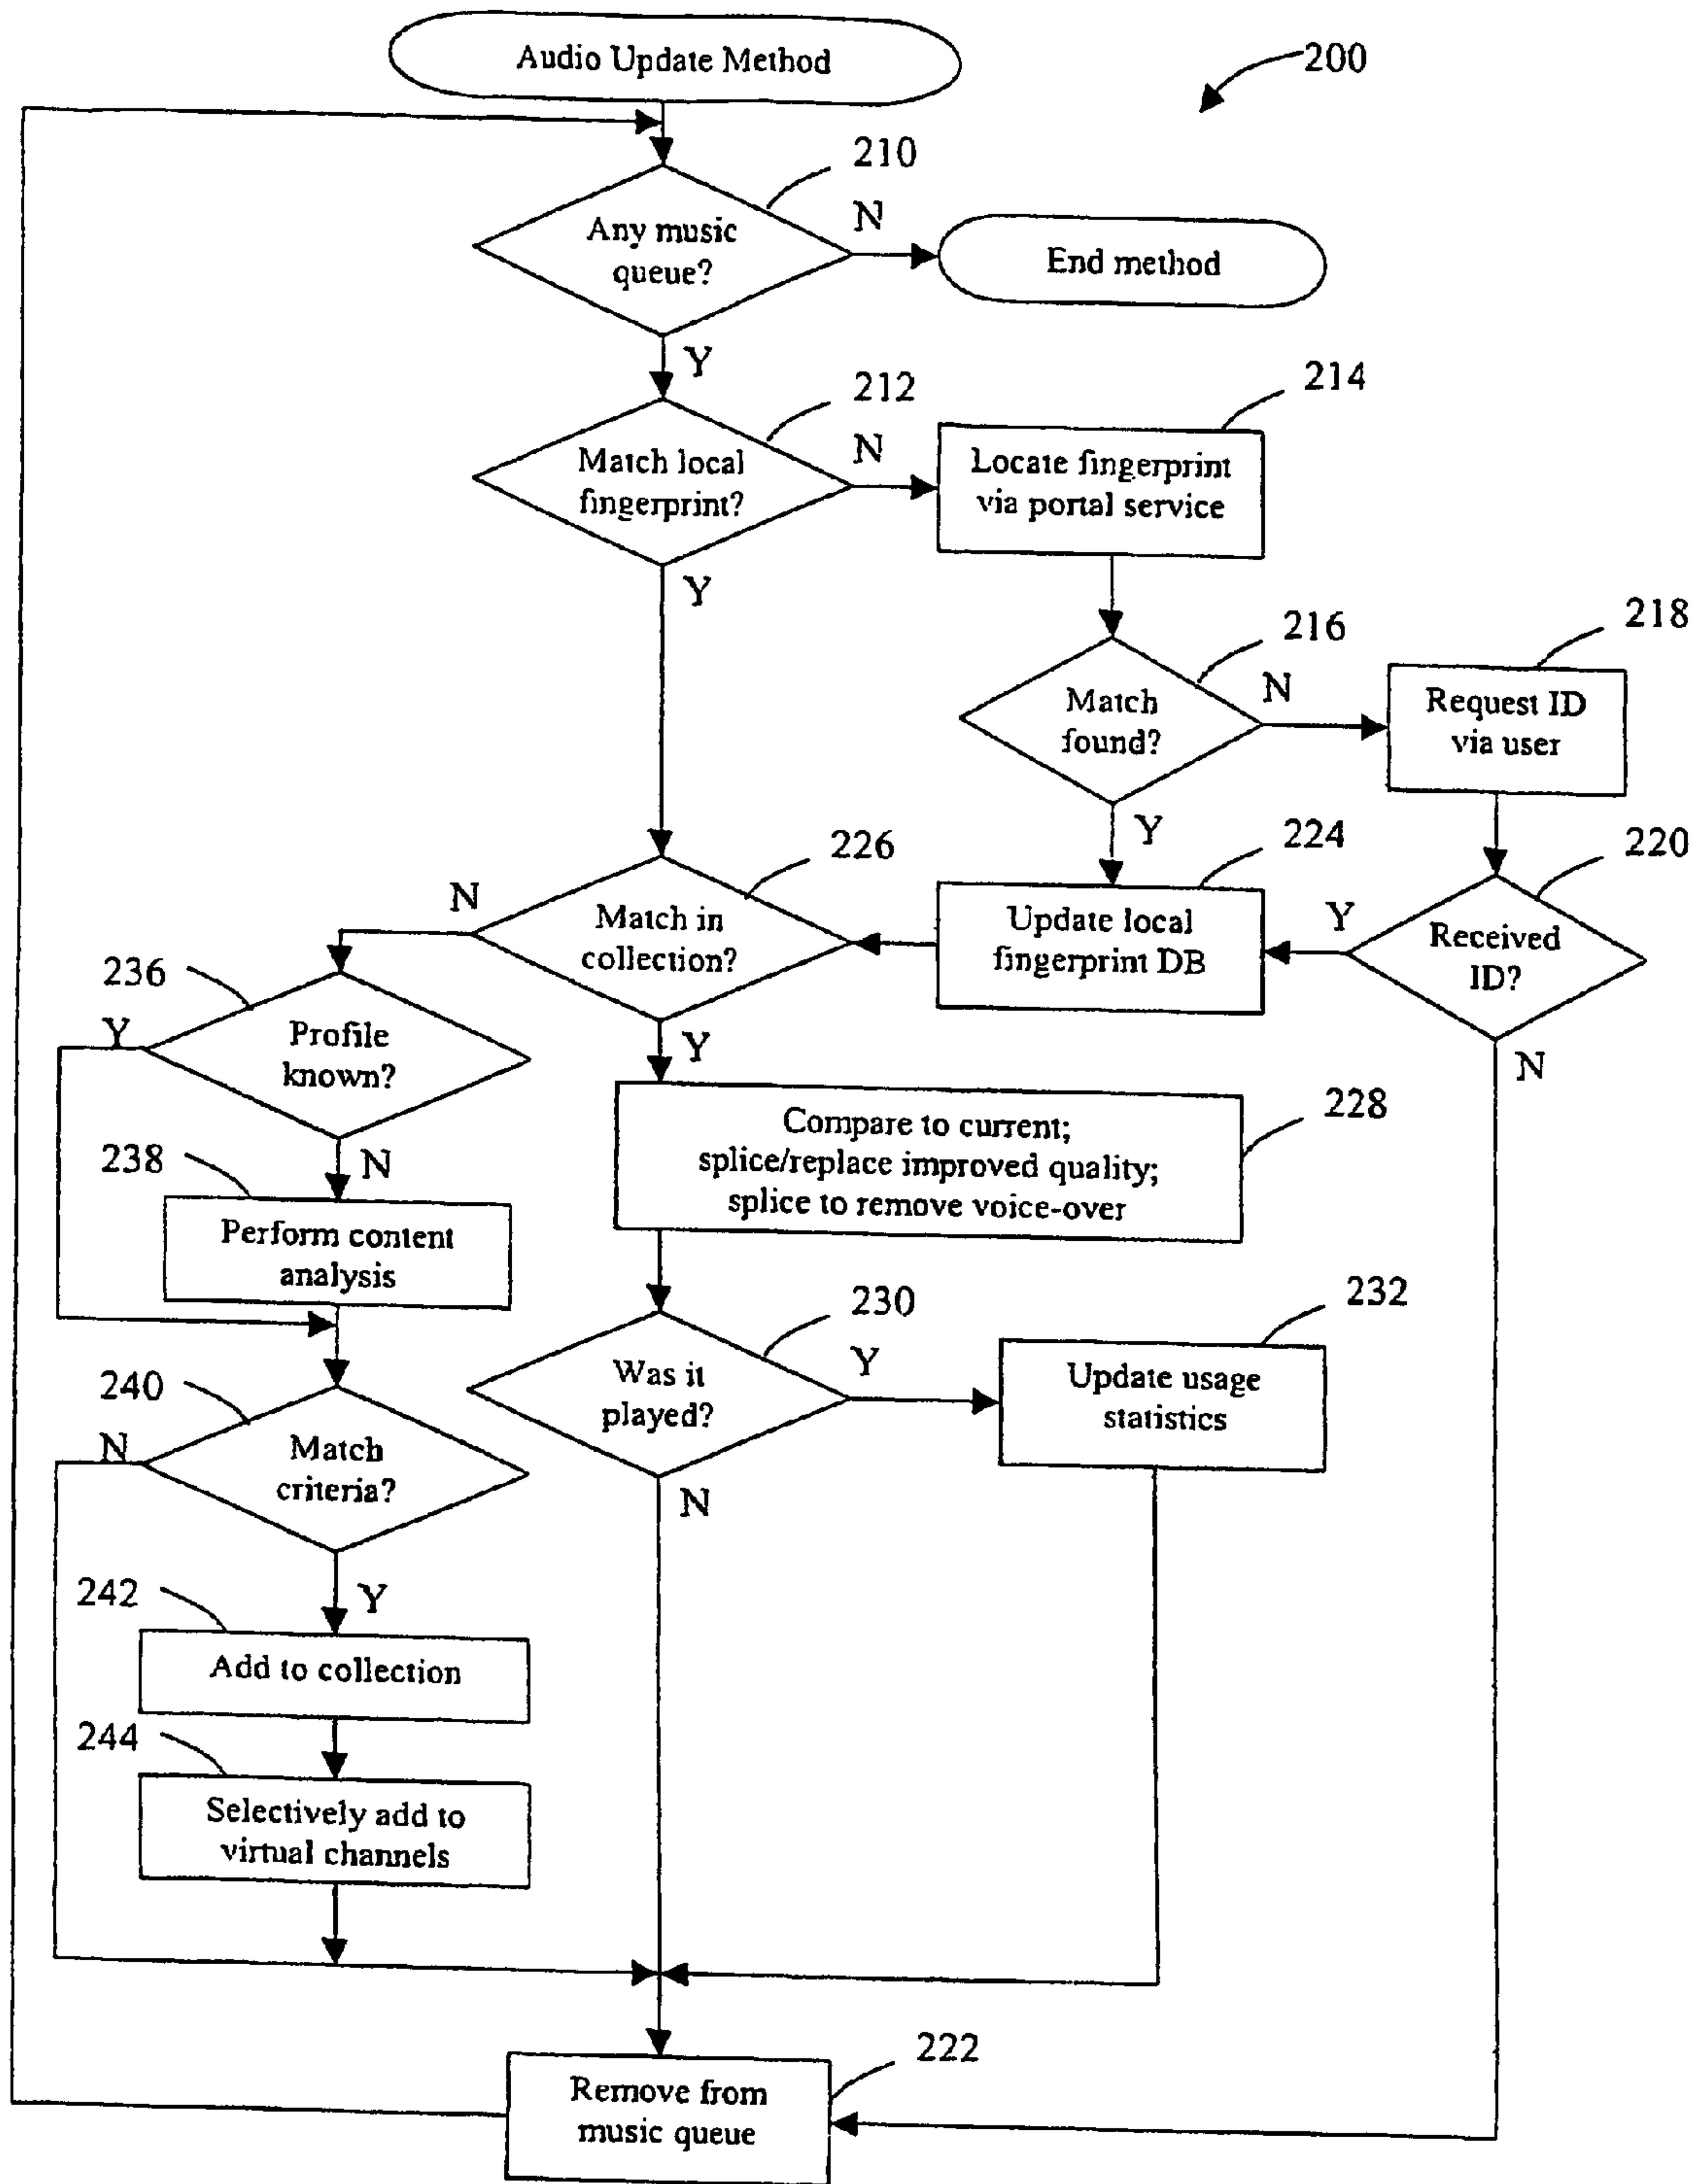 Audio Update Method
200
210
Any music
queue?
N
End method
Y
212
Match local
fingerprint?
N
214
Locate fingerprint
via portal service
Y
216
Match
found?
N
218
Request ID
via user
Y
220
Received
ID?
Y
N
224
Update local
fingerprint DB
226
Match in
collection?
N
Y
236
Profile
known?
Y
N
238
Perform content
analysis
228
Compare to current;
splice/replace improved quality;
splice to remove voice-over
230
Was it
played?
Y
N
232
Update usage
statistics
240
Match
criteria?
N
Y
242
Add to collection
244
Selectively add to
virtual channels
222
Remove from
music queue